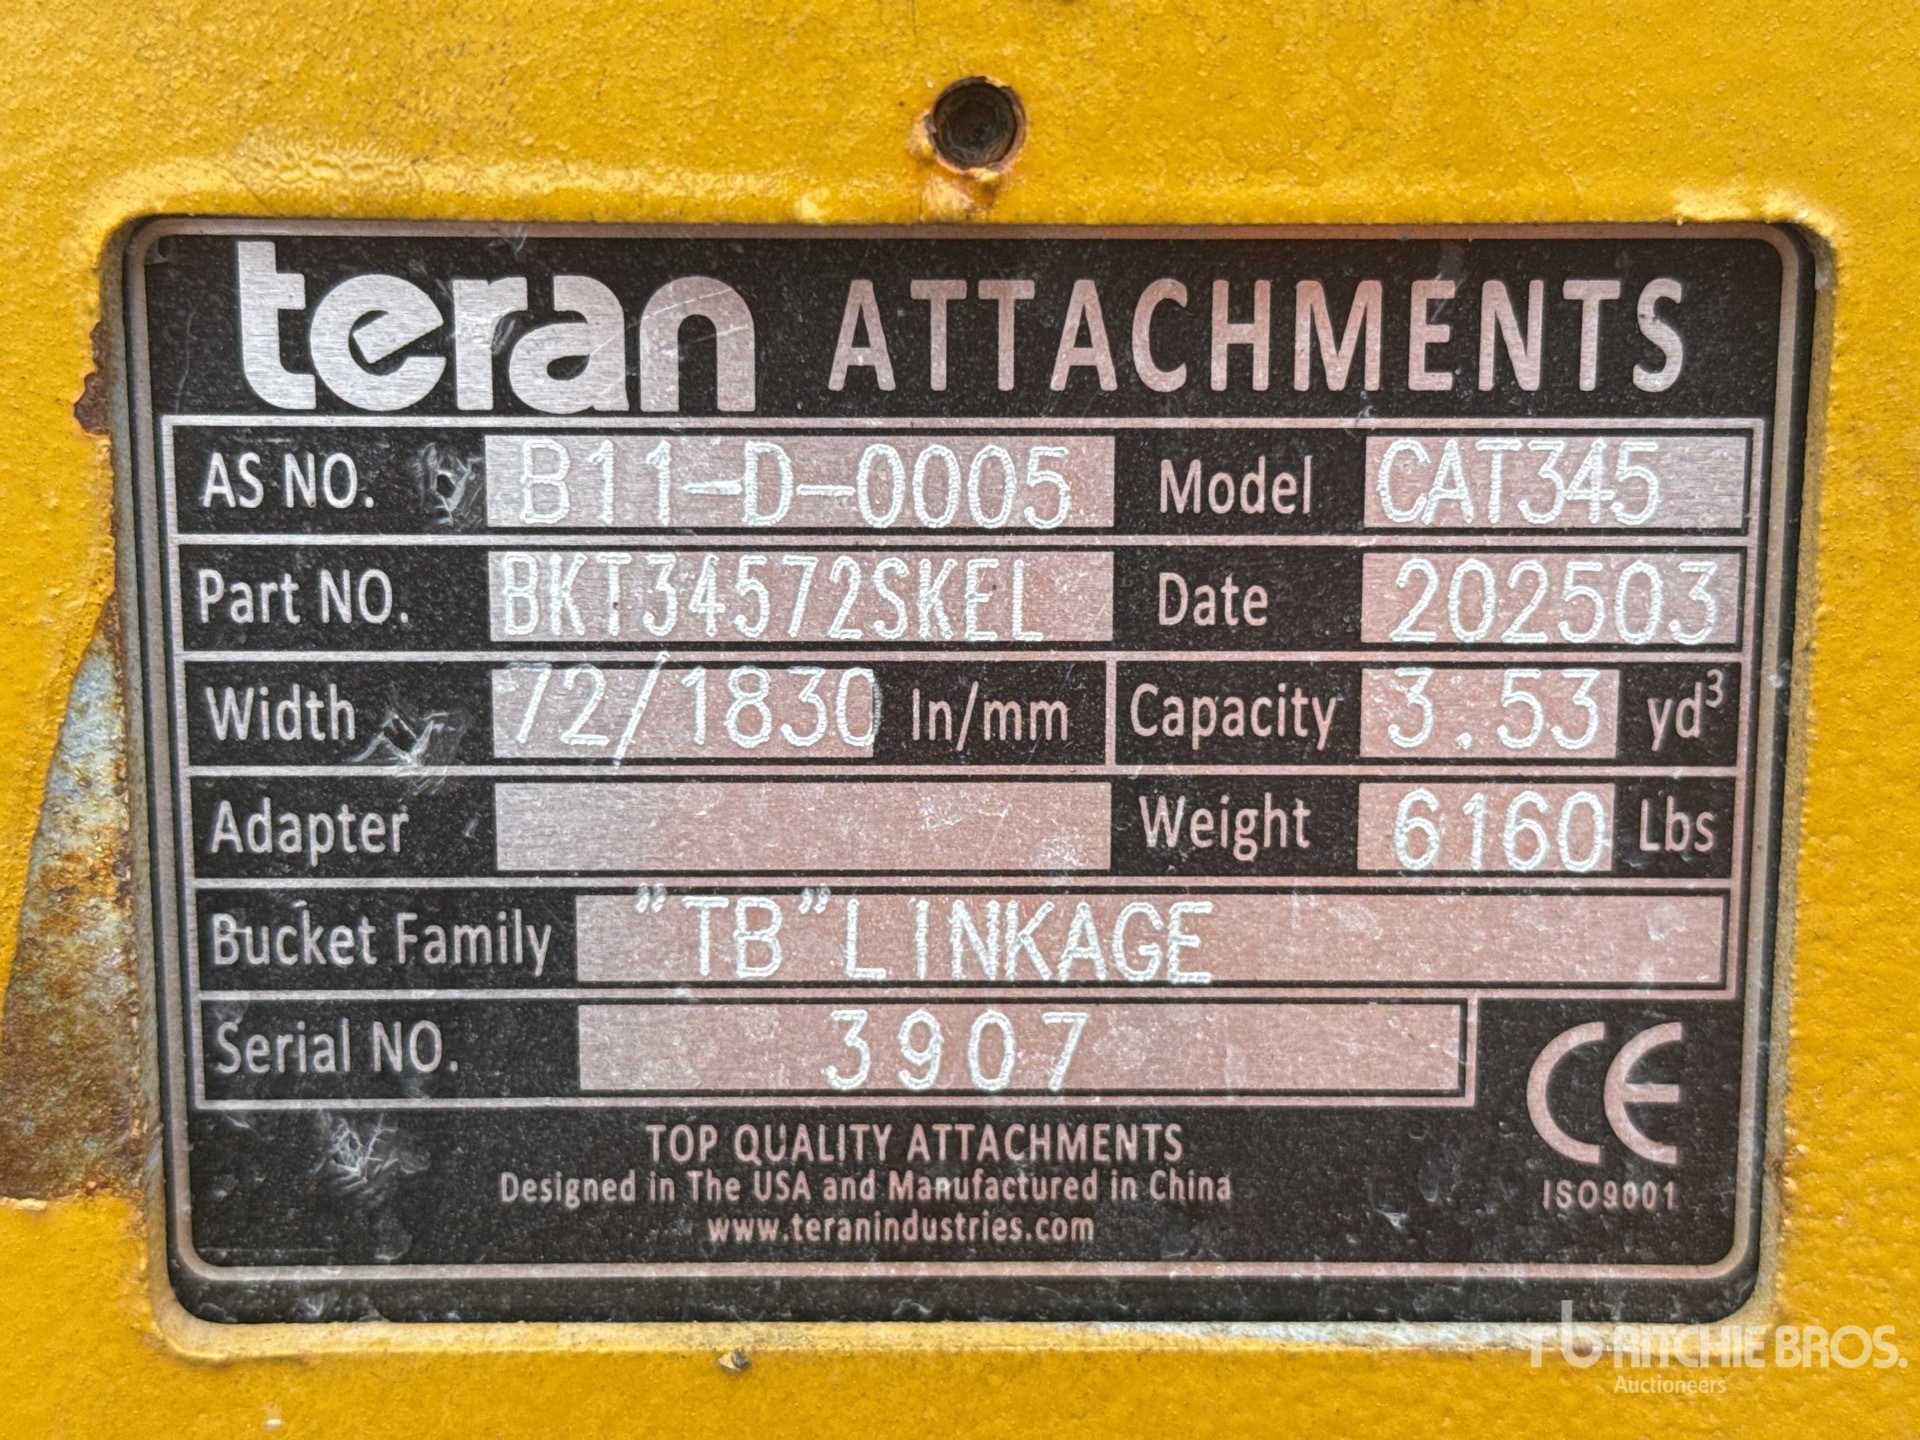 teran ATTACHMENTS
AS NO. B11-D-0005 Model CAT345
Part NO. BKT34572SKEL Date 202503
Width 72/1830 In/mm Capacity 3.53 yd³
Adapter Weight 6160 Lbs
Bucket Family "TB"LINKAGE
Serial NO. 3907
CE
ISO9001
TOP QUALITY ATTACHMENTS
Designed in The USA and Manufactured in China
www.teranindustries.com
rb RITCHIE BROS.
Auctioneers